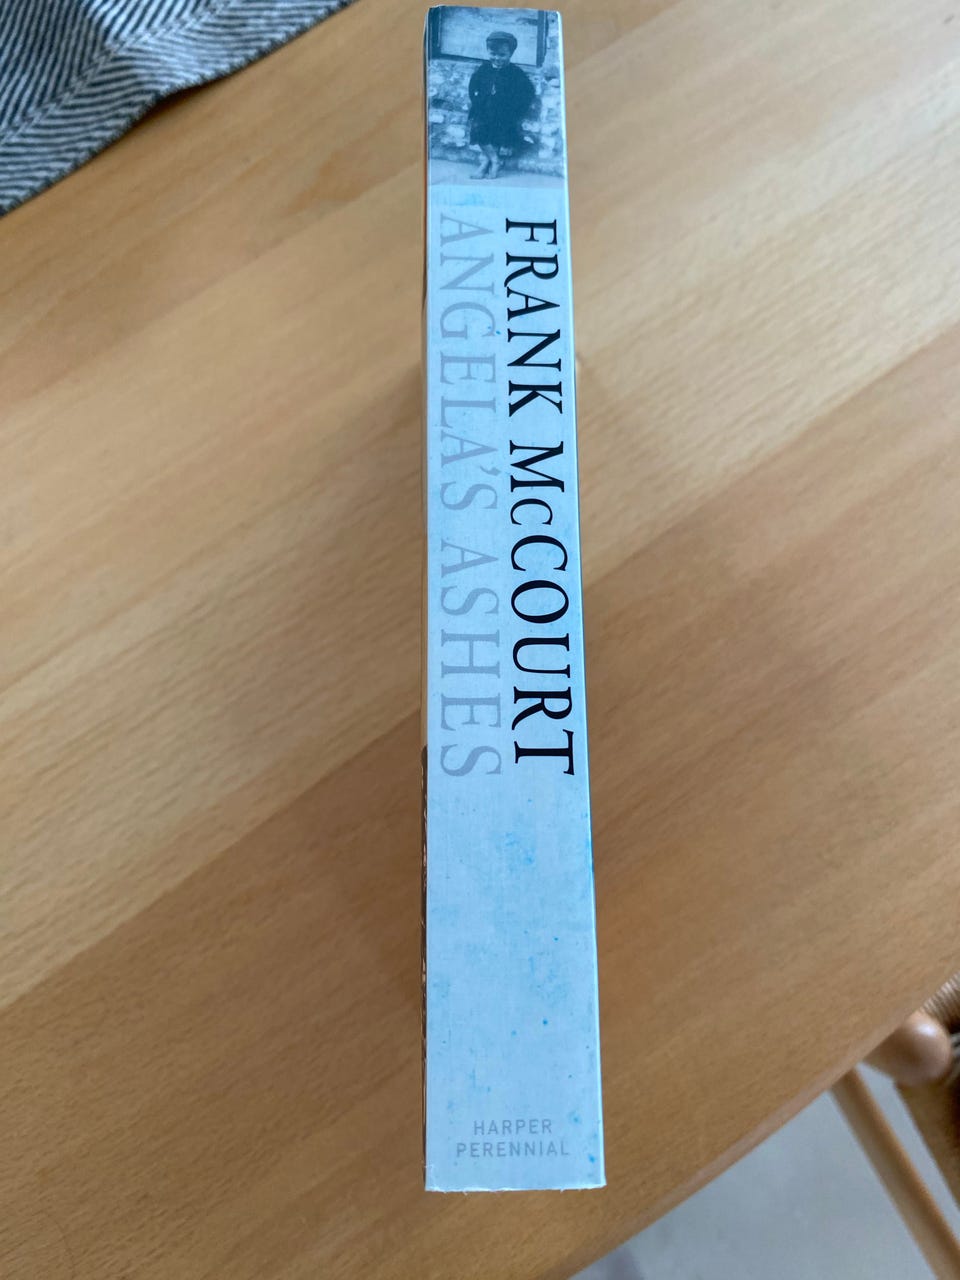 FRANK McCOURT
ANGELA'S ASHES
HARPER
PERENNIAL